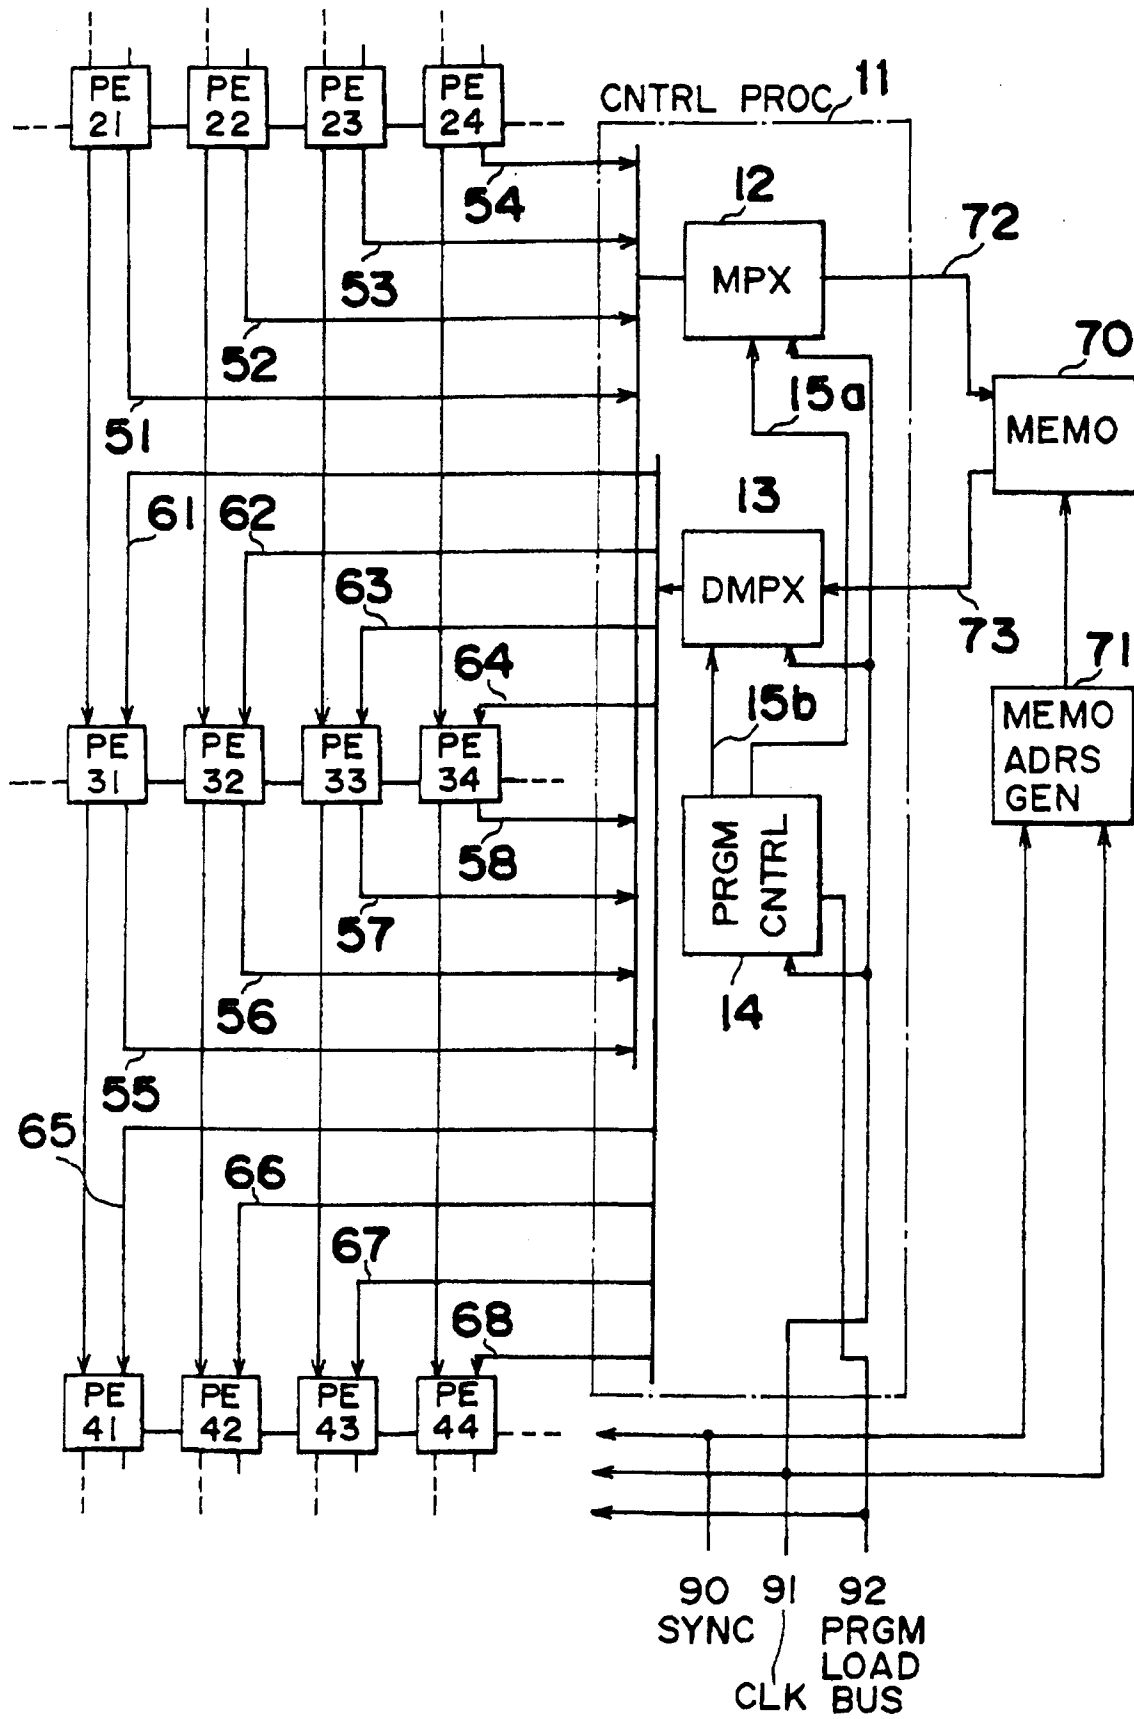 11
CNTRL PROC
PE
21
PE
22
PE
23
PE
24
54
53
52
51
12
MPX
72
15a
70
MEMO
61
62
63
64
13
DMPX
73
15b
71
MEMO
ADRS
GEN
PE
31
PE
32
PE
33
PE
34
PRGM
CNTRL
14
58
57
56
55
65
66
67
68
PE
41
PE
42
PE
43
PE
44
90
SYNC
91
CLK
92
PRGM
LOAD
BUS